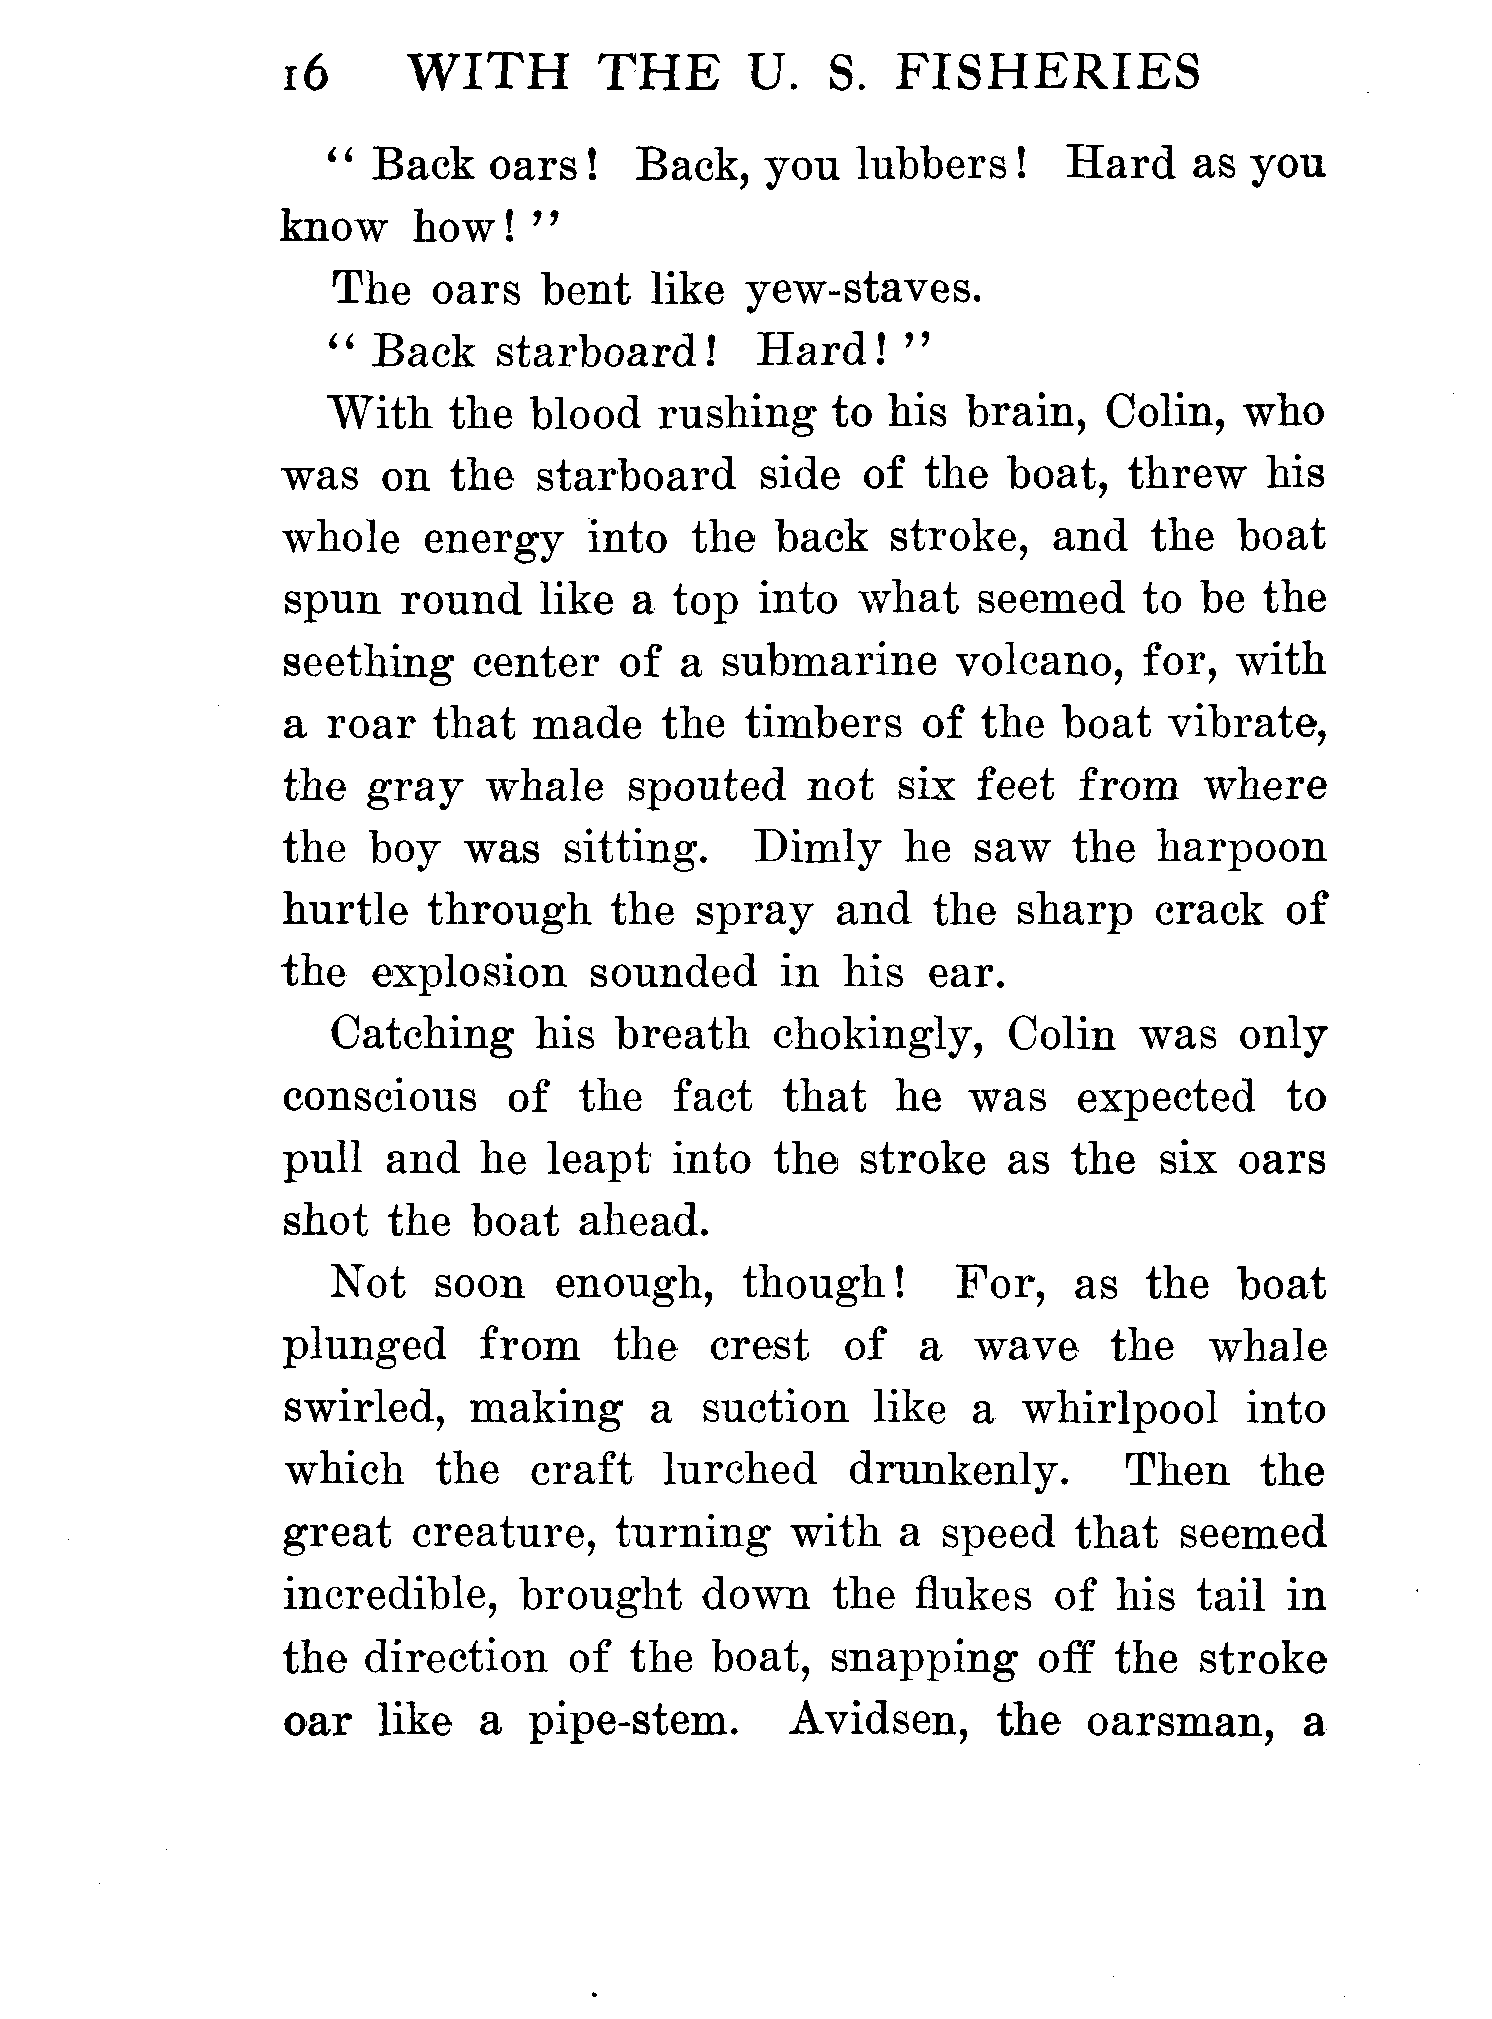 16 WITH THE U. S. FISHERIES
“ Back oars! Back, you lubbers! Hard as you
know how! ”
The oars bent like yew-staves.
“ Back starboard! Hard! ”
With the blood rushing to his brain, Colin, who
was on the starboard side of the boat, threw his
whole energy into the back stroke, and the boat
spun round like a top into what seemed to be the
seething center of a submarine volcano, for, with
a roar that made the timbers of the boat vibrate,
the gray whale spouted not six feet from where
the boy was sitting. Dimly he saw the harpoon
hurtle through the spray and the sharp crack of
the explosion sounded in his ear.
Catching his breath chokingly, Colin was only
conscious of the fact that he was expected to
pull and he leapt into the stroke as the six oars
shot the boat ahead.
Not soon enough, though! For, as the boat
plunged from the crest of a wave the whale
swirled, making a suction like a whirlpool into
which the craft lurched drunkenly. Then the
great creature, turning with a speed that seemed
incredible, brought down the flukes of his tail in
the direction of the boat, snapping off the stroke
oar like a pipe-stem. Avidsen, the oarsman, a